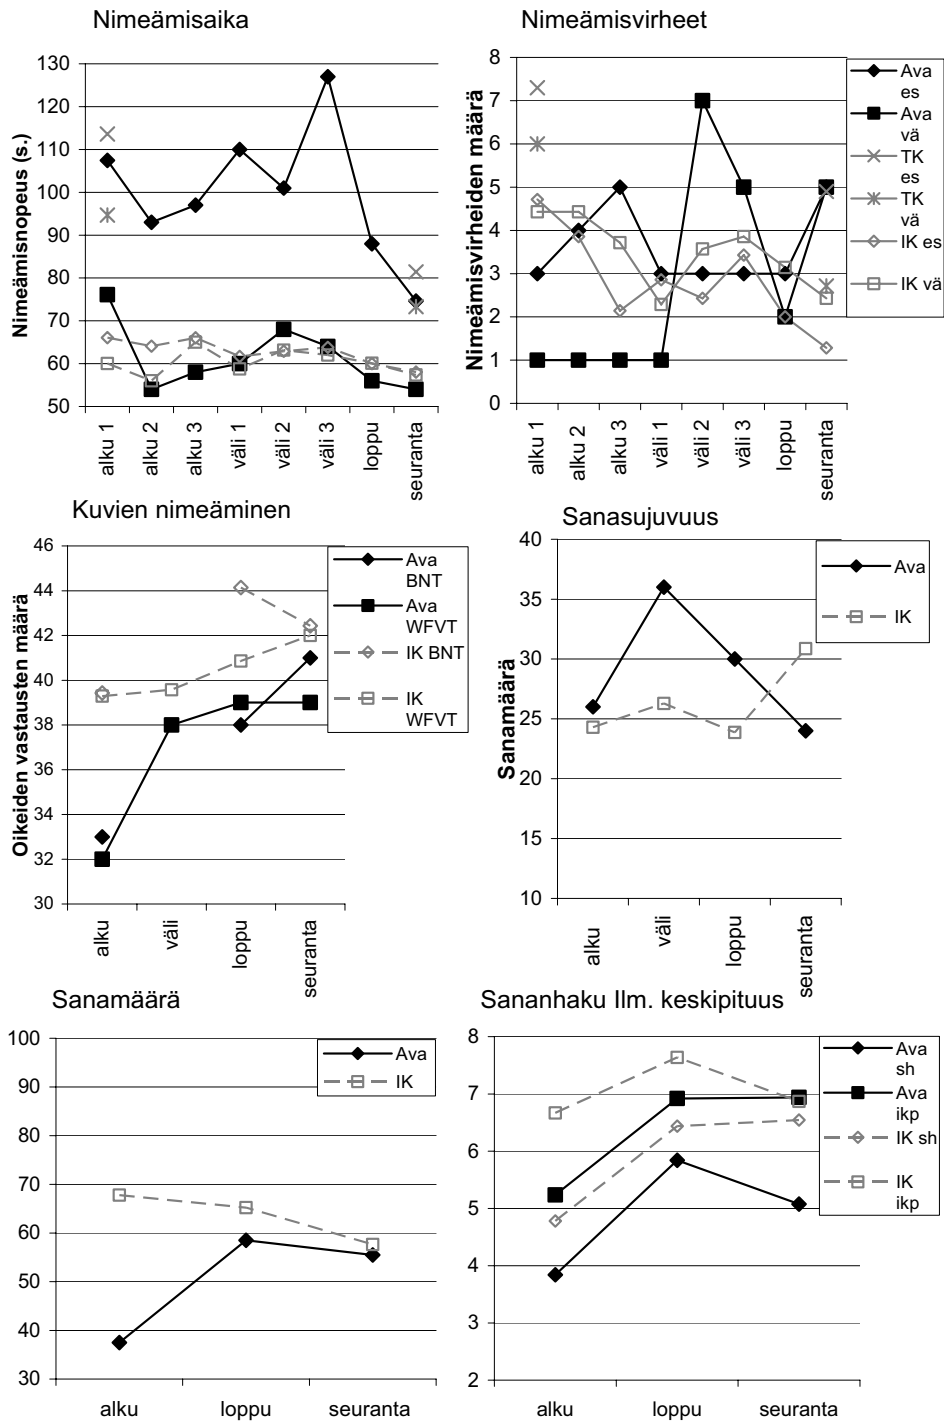 Nimeämisaika
Nimeämisnopeus (s.)
130
120
110
100
90
80
70
60
50
alku 1
alku 2
alku 3
väli 1
väli 2
väli 3
loppu
seuranta
Nimeämisvirheet
Nimeämisvirheiden määrä
8
7
6
5
4
3
2
1
0
alku 1
alku 2
alku 3
väli 1
väli 2
väli 3
loppu
seuranta
Ava
es
Ava
vä
TK
es
TK
vä
IK es
IK vä
Kuvien nimeäminen
Oikeiden vastausten määrä
46
44
42
40
38
36
34
32
30
alku
väli
loppu
seuranta
Ava
BNT
Ava
WFVT
IK BNT
IK
WFVT
Sanasujuvuus
Sanamäärä
40
35
30
25
20
15
10
alku
väli
loppu
seuranta
Ava
IK
Sanamäärä
100
90
80
70
60
50
40
30
alku
loppu
seuranta
Ava
IK
Sananhaku Ilm. keskipituus
8
7
6
5
4
3
2
alku
loppu
seuranta
Ava
sh
Ava
ikp
IK sh
IK
ikp